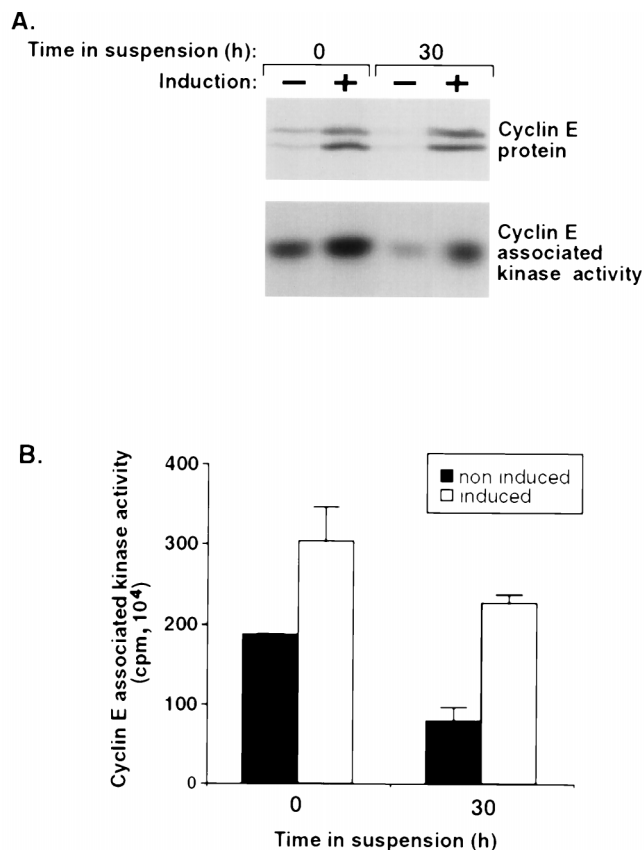 A.
Time in suspension (h): 0 30
Induction: − + − +
Cyclin E
protein
Cyclin E
associated
kinase activity
B.
Cyclin E associated kinase activity
(cpm, 10⁴)
400
300
200
100
0
non induced
induced
0 30
Time in suspension (h)